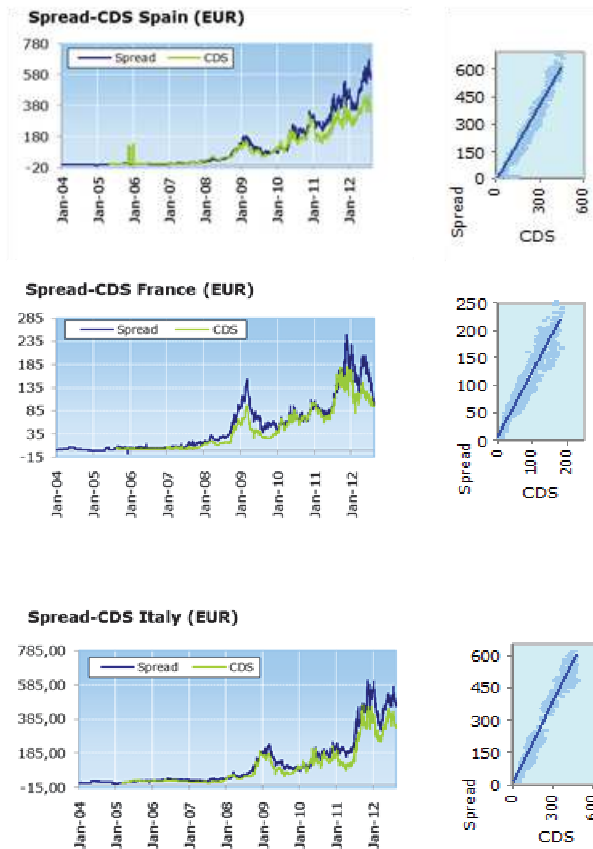 Spread-CDS Spain (EUR)
780
580
380
180
-20
Spread
CDS
Jan-04
Jan-05
Jan-06
Jan-07
Jan-08
Jan-09
Jan-10
Jan-11
Jan-12
600
450
300
150
0
Spread
0
300
600
CDS
Spread-CDS France (EUR)
285
235
185
135
85
35
-15
Spread
CDS
Jan-04
Jan-05
Jan-06
Jan-07
Jan-08
Jan-09
Jan-10
Jan-11
Jan-12
250
200
150
100
50
0
Spread
0
100
200
CDS
Spread-CDS Italy (EUR)
785,00
585,00
385,00
185,00
-15,00
Spread
CDS
Jan-04
Jan-05
Jan-06
Jan-07
Jan-08
Jan-09
Jan-10
Jan-11
Jan-12
600
450
300
150
0
Spread
0
300
600
CDS